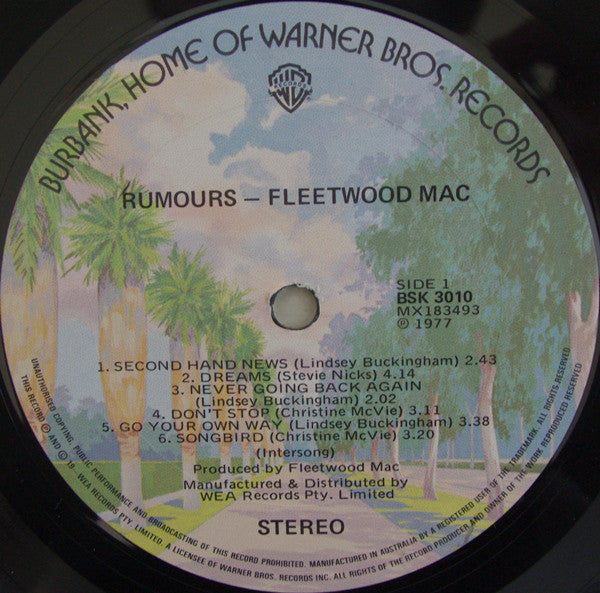 BURBANK, HOME OF WARNER BROS. RECORDS
WB
RECORDS
RUMOURS – FLEETWOOD MAC
SIDE 1
BSK 3010
MX183493
℗ 1977
1. SECOND HAND NEWS (Lindsey Buckingham) 2.43
2. DREAMS (Stevie Nicks) 4.14
3. NEVER GOING BACK AGAIN
(Lindsey Buckingham) 2.02
4. DON'T STOP (Christine McVie) 3.11
5. GO YOUR OWN WAY (Lindsey Buckingham) 3.38
6. SONGBIRD (Christine McVie) 3.20
(Intersong)
Produced by Fleetwood Mac
Manufactured & Distributed by
WEA Records Pty. Limited
STEREO
UNAUTHORISED COPYING, PUBLIC PERFORMANCE AND BROADCASTING OF THIS RECORD PROHIBITED. MANUFACTURED IN AUSTRALIA BY A REGISTERED USER OF THE TRADEMARK. ALL RIGHTS RESERVED.
THIS RECORD ℗ AND © 19 WEA RECORDS PTY. LIMITED. A LICENSEE OF WARNER BROS. RECORDS INC. ALL RIGHTS OF THE RECORD PRODUCER AND OWNER OF THE WORK REPRODUCED RESERVED